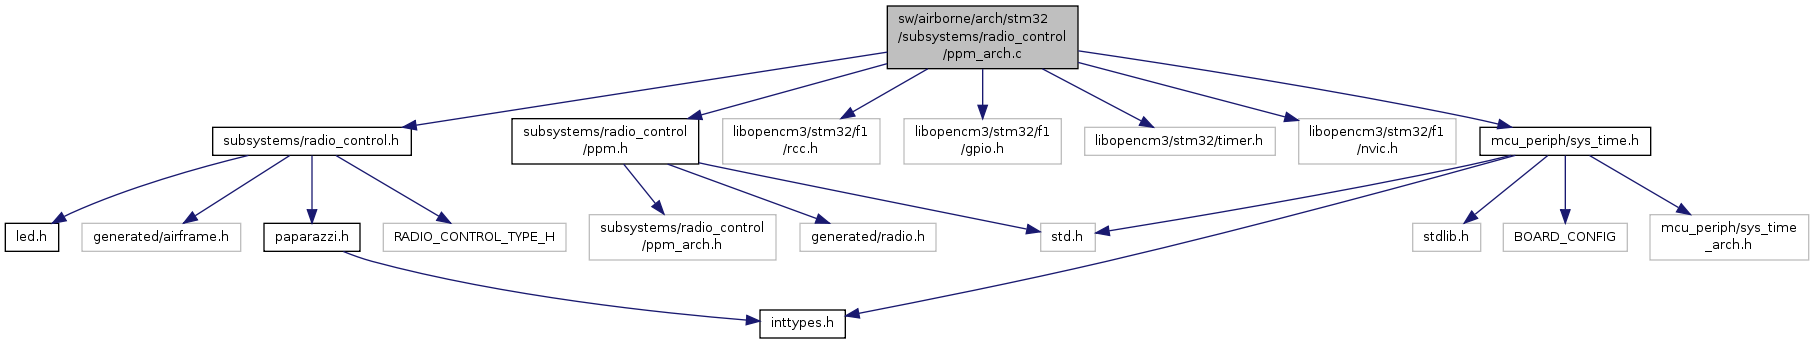 sw/airborne/arch/stm32
/subsystems/radio_control
/ppm_arch.c
subsystems/radio_control.h
subsystems/radio_control
/ppm.h
libopencm3/stm32/f1
/rcc.h
libopencm3/stm32/f1
/gpio.h
libopencm3/stm32/timer.h
libopencm3/stm32/f1
/nvic.h
mcu_periph/sys_time.h
led.h
generated/airframe.h
paparazzi.h
RADIO_CONTROL_TYPE_H
subsystems/radio_control
/ppm_arch.h
generated/radio.h
std.h
stdlib.h
BOARD_CONFIG
mcu_periph/sys_time
_arch.h
inttypes.h